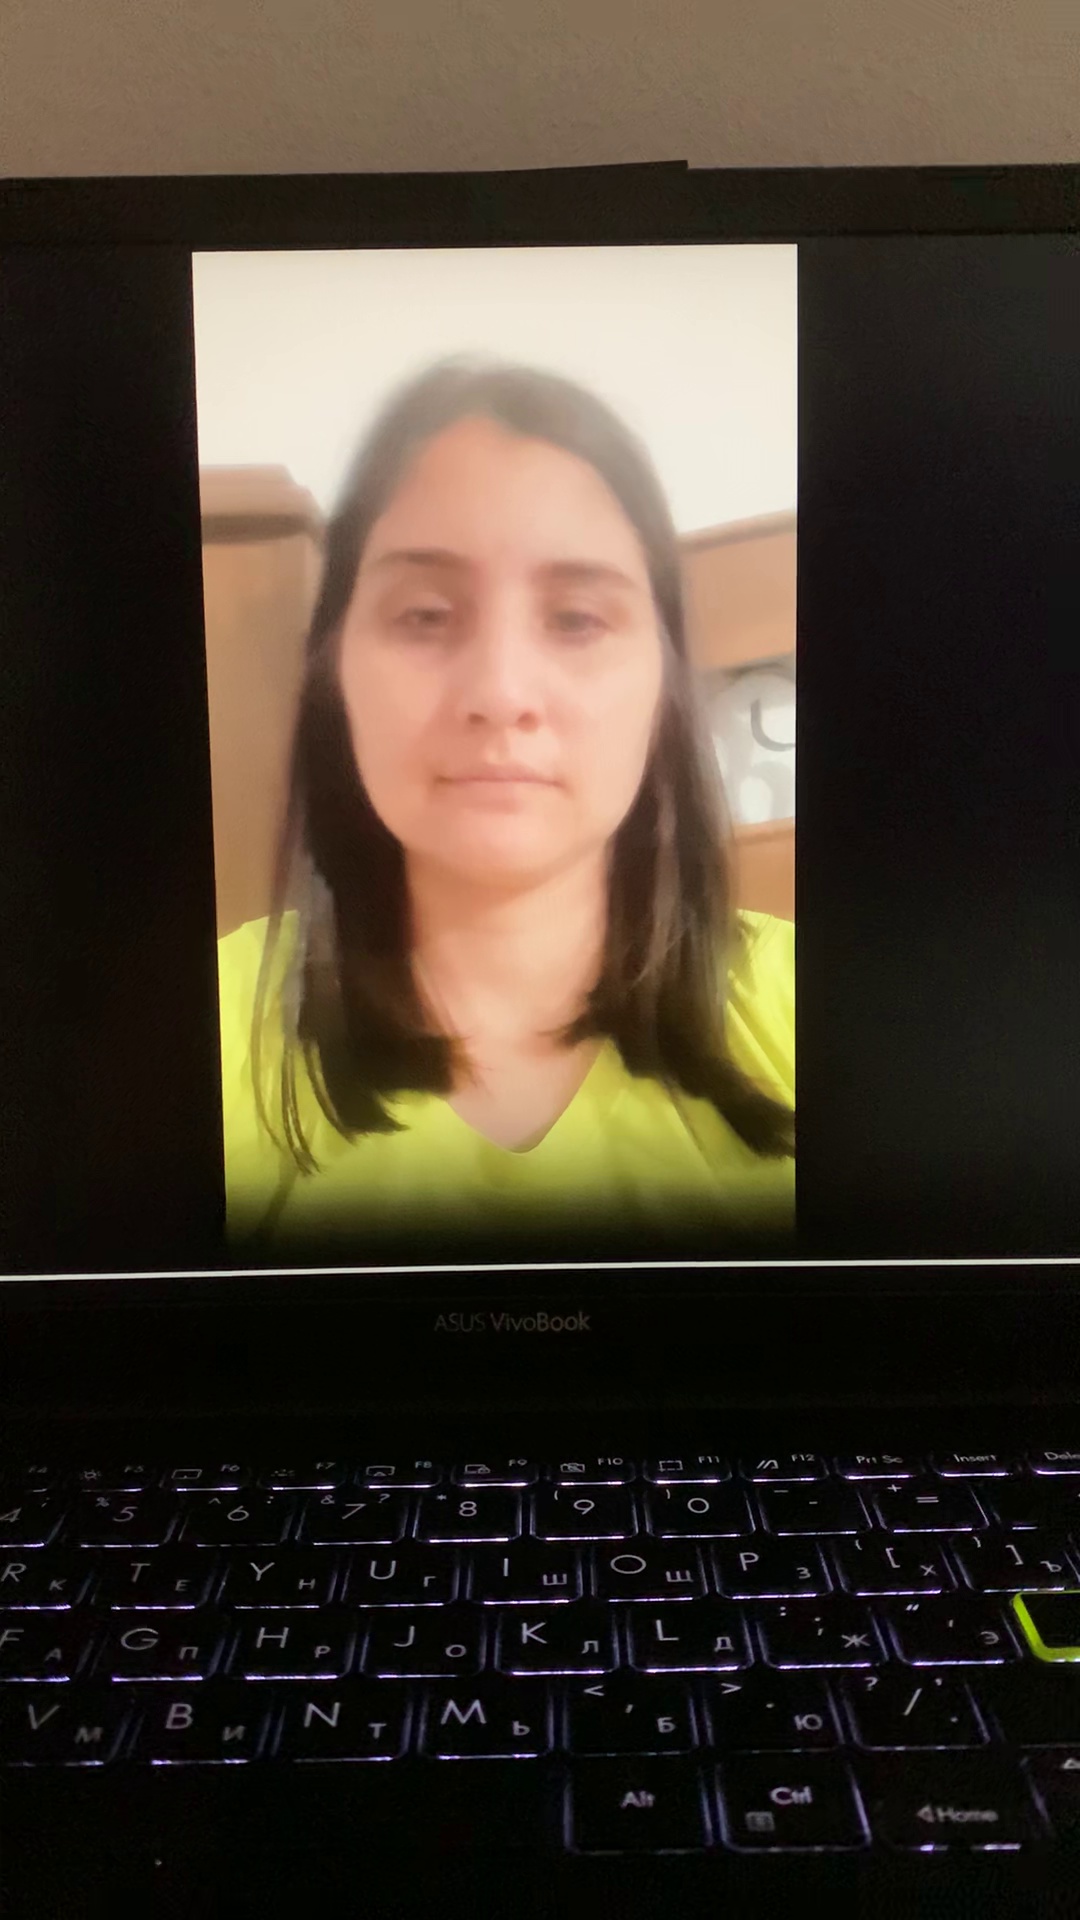 ASUS VivoBook
F4 F5 F6 F7 F8 F9 F10 F11 F12 Prt Sc Insert
4 ; % 5 ^ 6 : & 7 ? * 8 ( 9 ) 0 _ - + =
R К T Е Y Н U Г I Ш O Щ P З { [ Х } ] Ъ
F А G П H Р J О K Л L Д : ; Ж " ' Э
V М B И N Т M Ь < , Б > . Ю ? / , .
Alt Ctrl Home